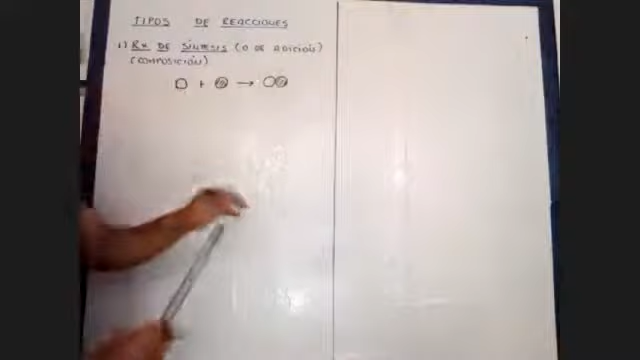 TIPOS DE REACCIONES
1) Rx DE SÍNTESIS (O DE ADICIÓN)
(COMPOSICIÓN)
+ →